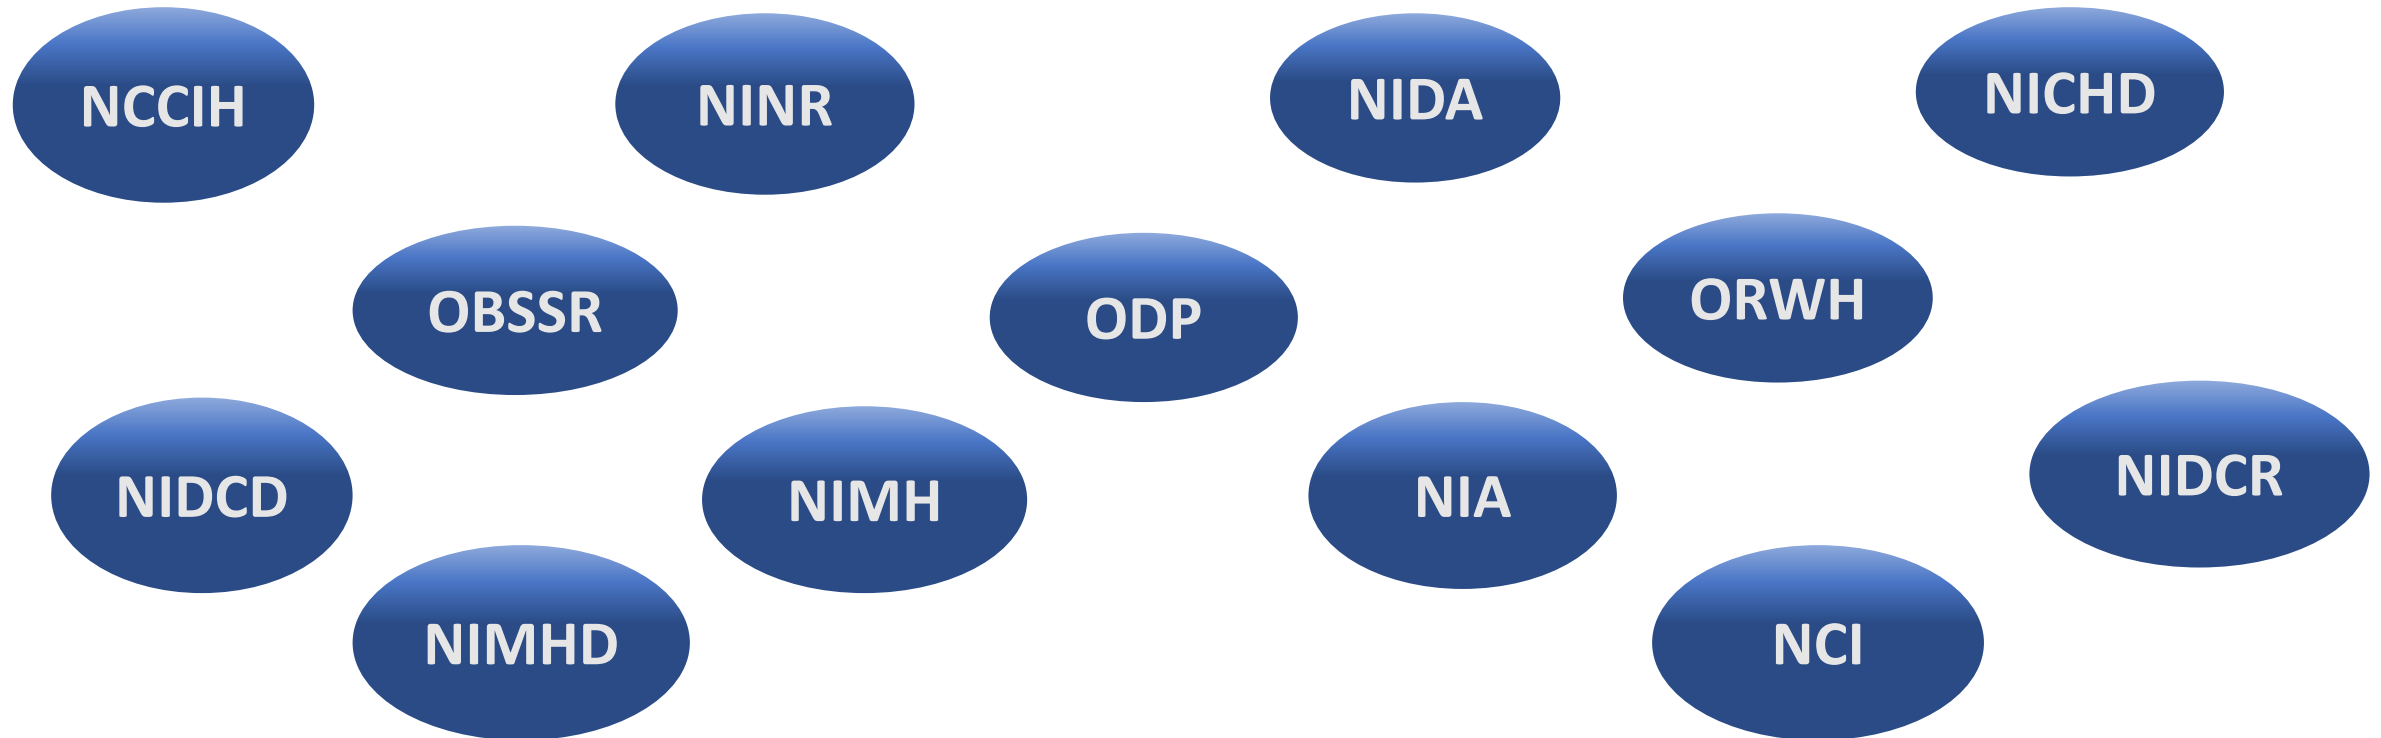 NCCIH
NINR
NIDA
NICHD
OBSSR
ODP
ORWH
NIDCD
NIMH
NIA
NIDCR
NIMHD
NCI